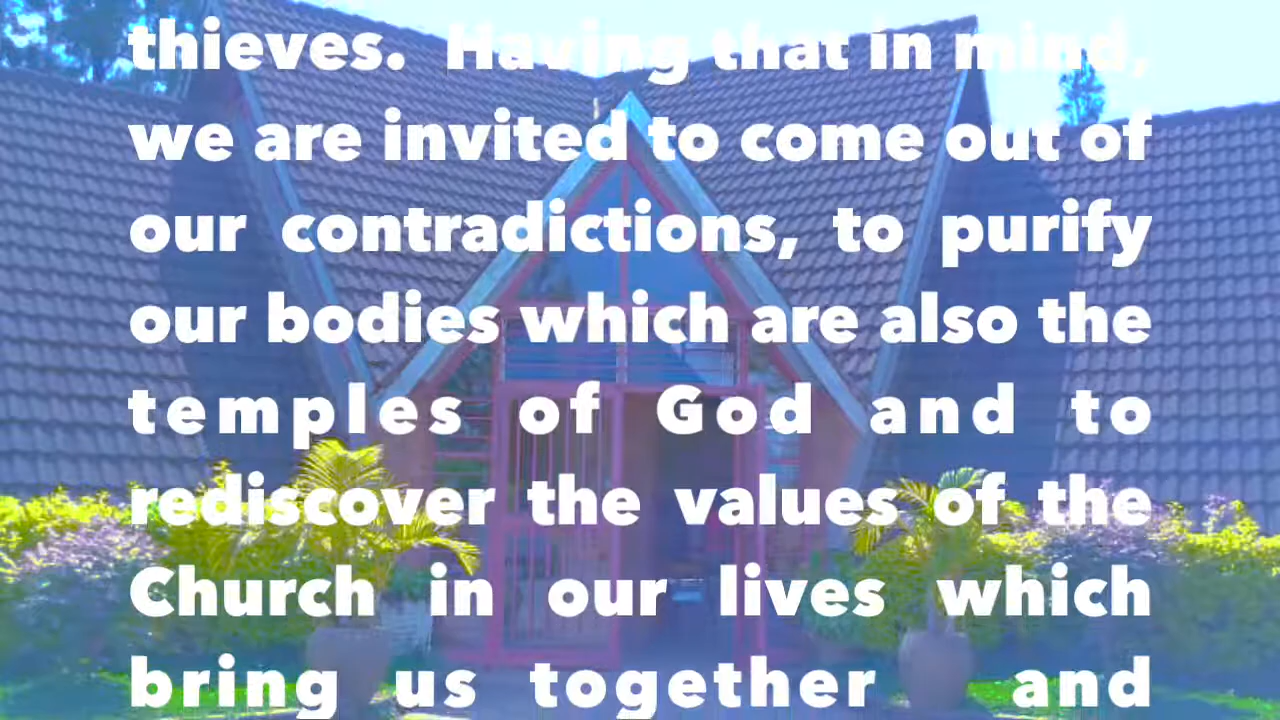 thieves. Having that in mind,
we are invited to come out of
our contradictions, to purify
our bodies which are also the
temples of God and to
rediscover the values of the
Church in our lives which
bring us together and